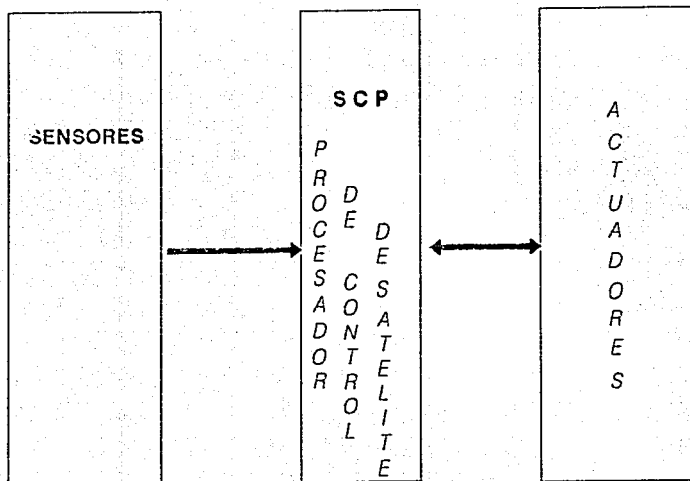 SENSORES
SCP
PROCESADOR
DE CONTROL
DE SATELITE
ACTUADORES